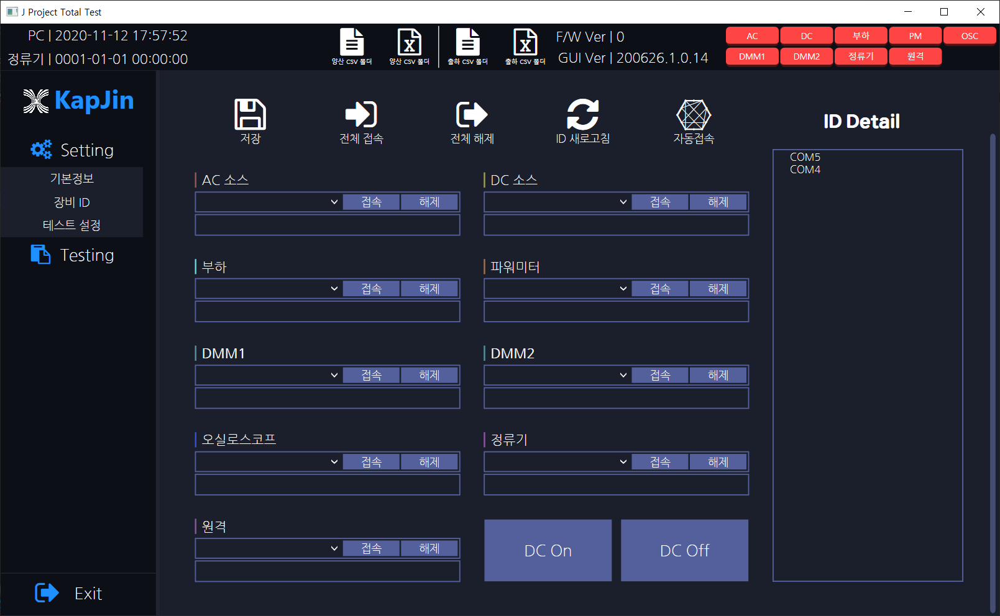 J Project Total Test
PC | 2020-11-12 17:57:52
정류기 | 0001-01-01 00:00:00
양산 CSV 폴더
양산 CSV 폴더
출하 CSV 폴더
출하 CSV 폴더
F/W Ver | 0
GUI Ver | 200626.1.0.14
AC DC 부하 PM OSC
DMM1 DMM2 정류기 원격
KapJin
Setting
기본정보
장비 ID
테스트 설정
Testing
Exit
저장
전체 접속
전체 해제
ID 새로고침
자동접속
AC 소스
접속 해제
DC 소스
접속 해제
부하
접속 해제
파워미터
접속 해제
DMM1
접속 해제
DMM2
접속 해제
오실로스코프
접속 해제
정류기
접속 해제
원격
접속 해제
DC On
DC Off
ID Detail
COM5
COM4